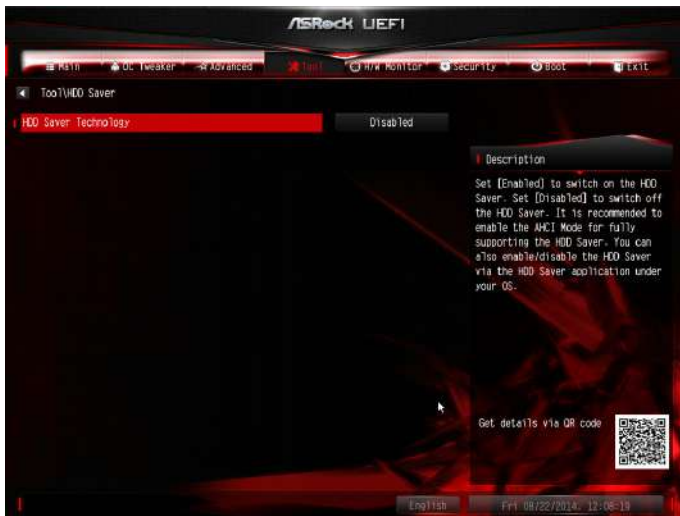 ASRock UEFI
Main OC Tweaker Advanced Tool H/W Monitor Security Boot Exit
Tool\HDD Saver
HDD Saver Technology Disabled
Description
Set [Enabled] to switch on the HDD
Saver. Set [Disabled] to switch off
the HDD Saver. It is recommended to
enable the AHCI Mode for fully
supporting the HDD Saver. You can
also enable/disable the HDD Saver
via the HDD Saver application under
your OS.
Get details via QR code
English Fri 08/22/2014, 12:08:19